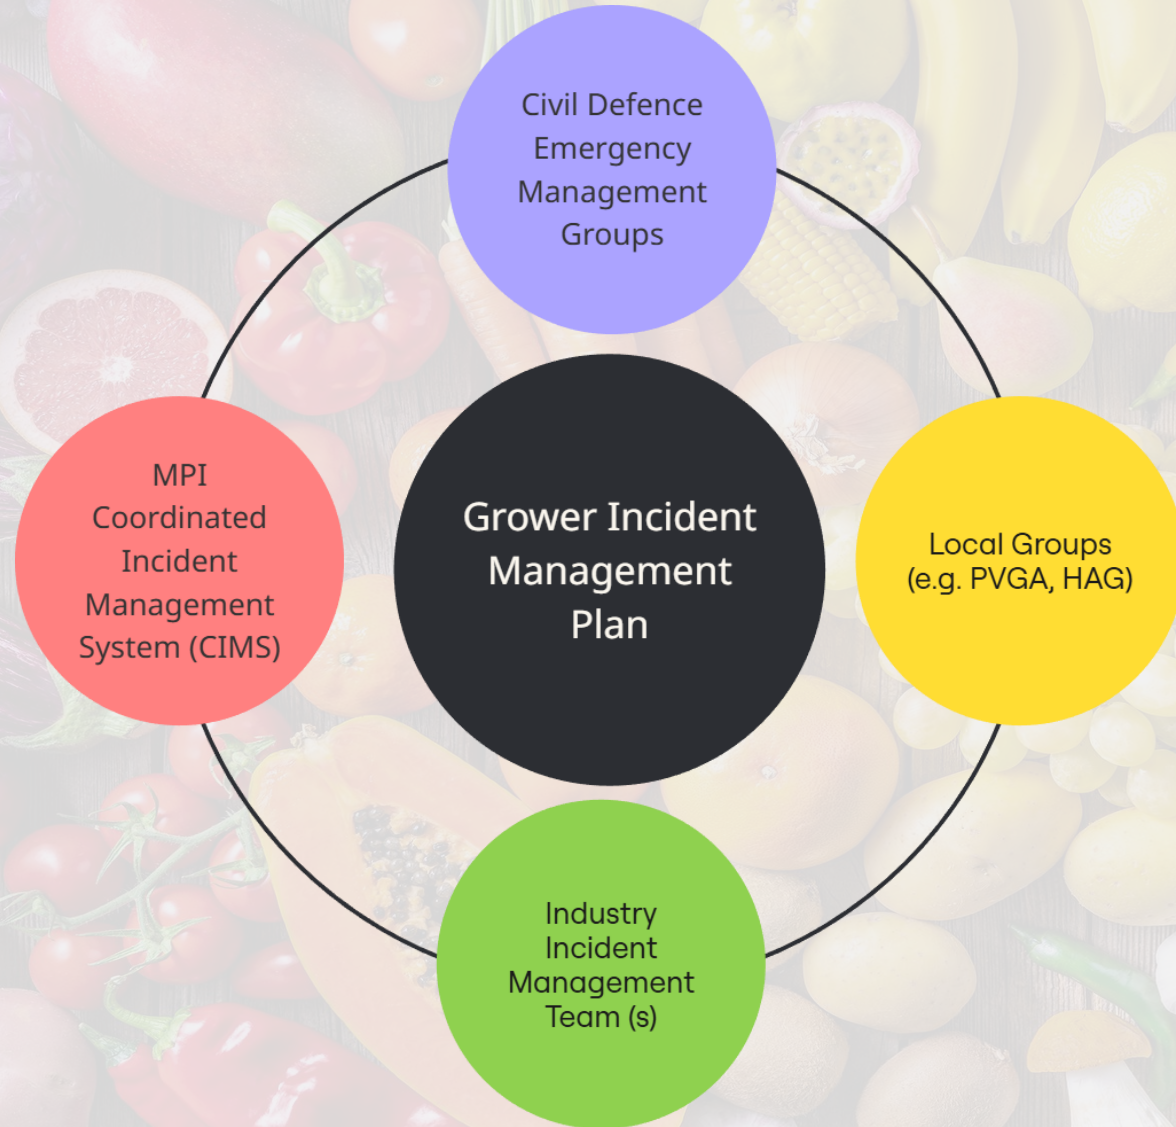 Civil Defence
Emergency
Management
Groups
MPI
Coordinated
Incident
Management
System (CIMS)
Grower Incident
Management
Plan
Local Groups
(e.g. PVGA, HAG)
Industry
Incident
Management
Team (s)